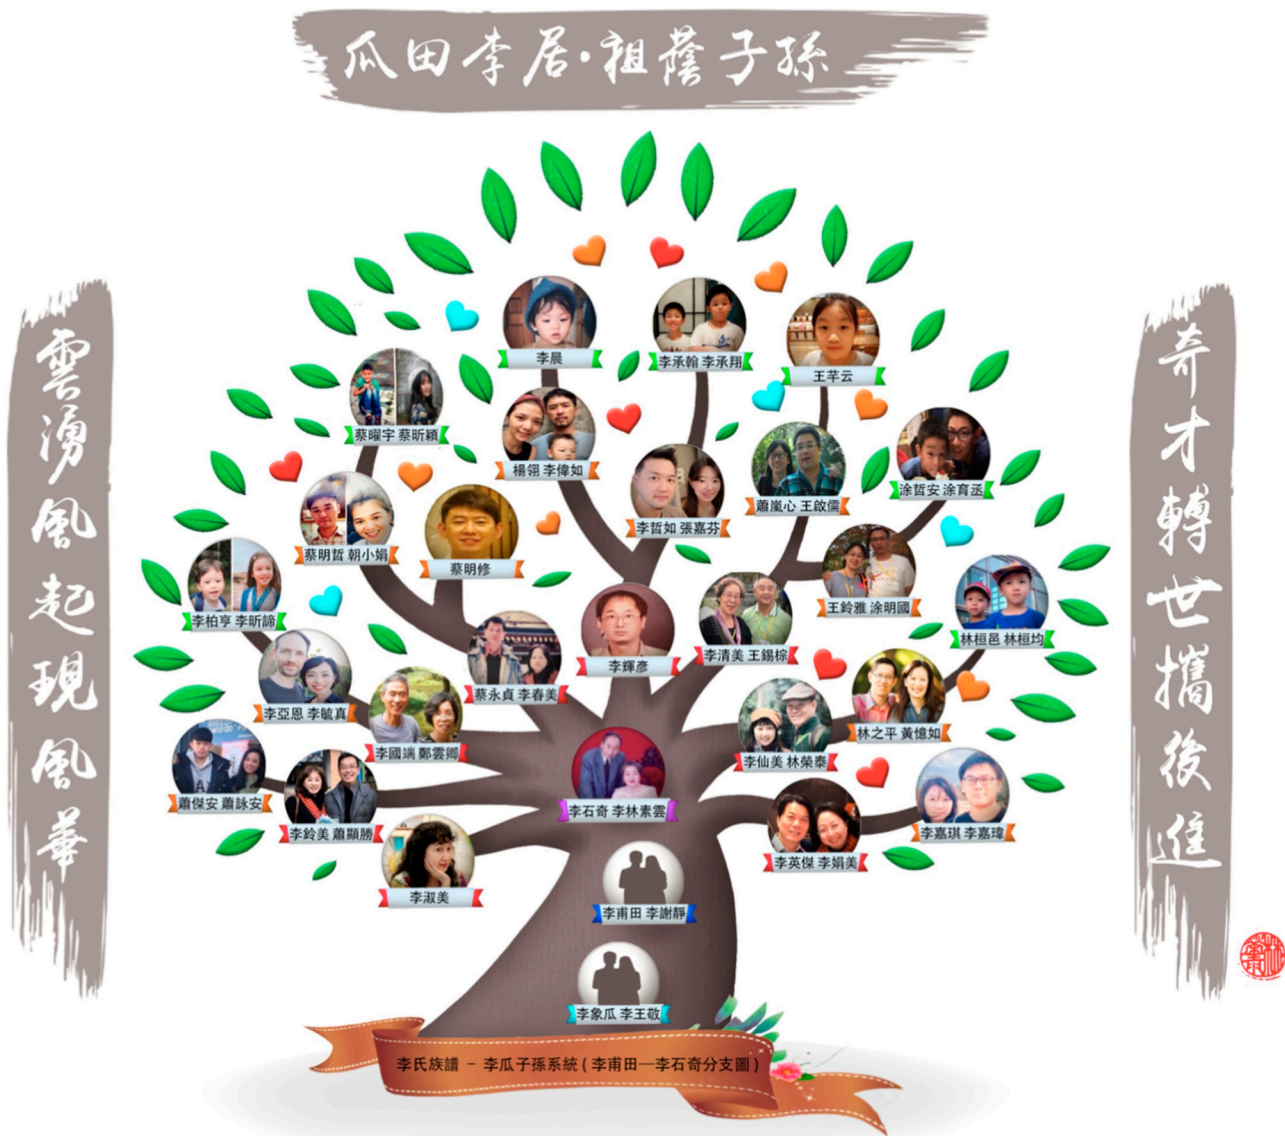 瓜田李居·祖蔭子孫
雲湧風起現風華
奇才轉世攜後進
李晨
李承翰 李承翔
王芊云
蔡曜宇 蔡昕穎
楊翎 李偉如
李哲如 張嘉芬
蕭嵐心 王啟儒
涂哲安 涂育丞
蔡明哲 朝小娟
蔡明修
王鈴雅 涂明國
李柏亨 李昕諦
李輝彥
李清美 王錫棕
林桓邑 林桓均
李亞恩 李毓真
蔡永貞 李春美
李國端 鄭雲卿
李仙美 林榮泰
林之平 黃憶如
蕭傑安 蕭詠安
李鈴美 蕭顯勝
李石奇 李林素雲
李英傑 李娟美
李嘉琪 李嘉瑋
李淑美
李甫田 李謝靜
李象瓜 李王敬
李氏族譜 – 李瓜子孫系統 ( 李甫田—李石奇分支圖 )